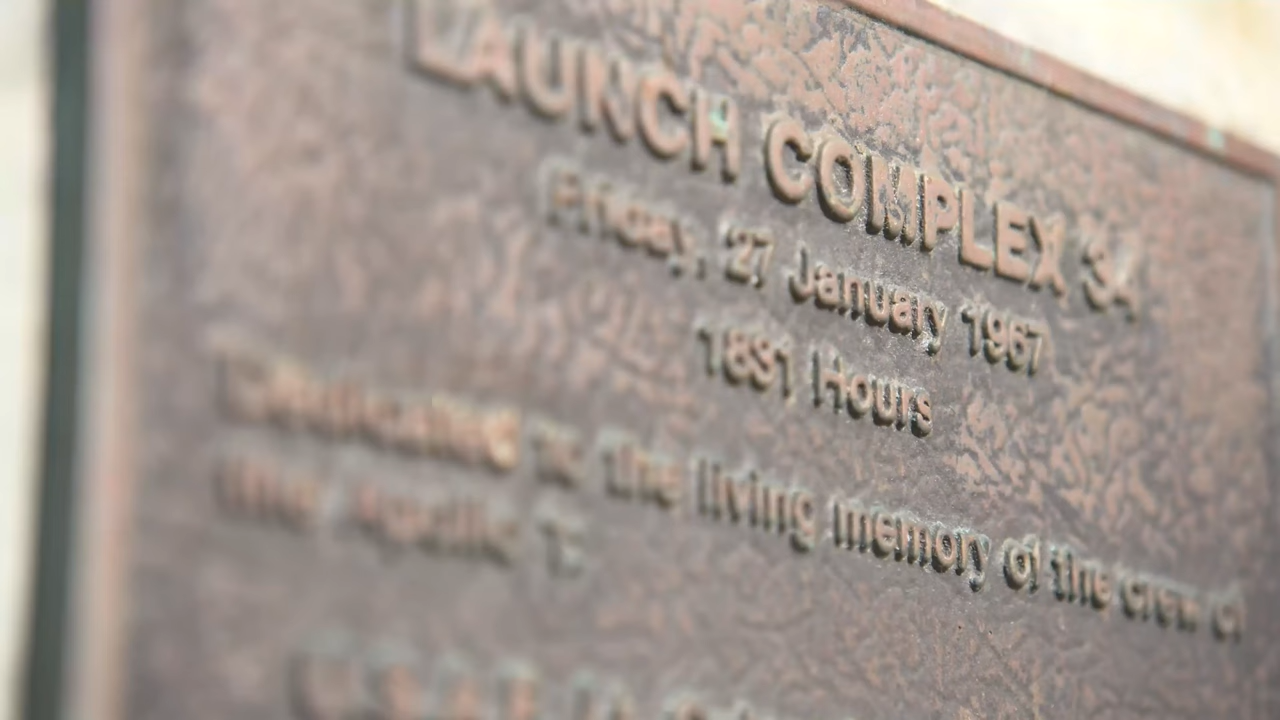 LAUNCH COMPLEX 34
Friday, 27 January 1967
1831 Hours
Dedicated to the living memory of the crew of
the Apollo 1: